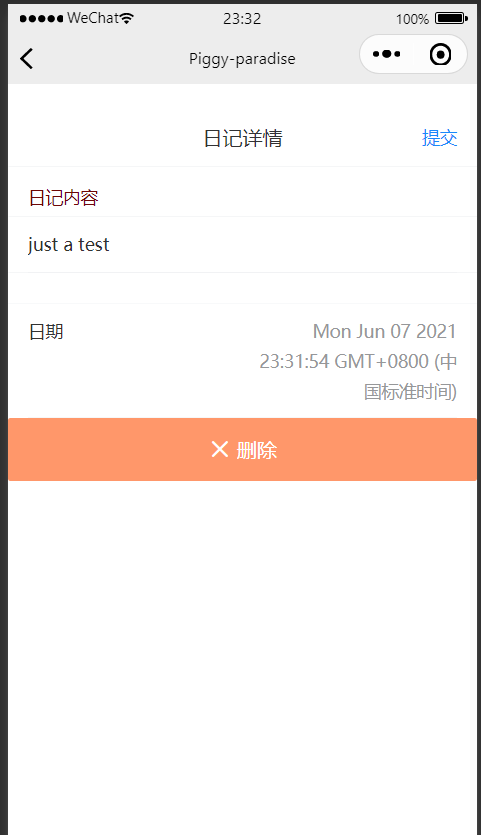 WeChat 23:32 100%
Piggy-paradise
日记详情 提交
日记内容
just a test
日期 Mon Jun 07 2021
23:31:54 GMT+0800 (中
国标准时间)
删除